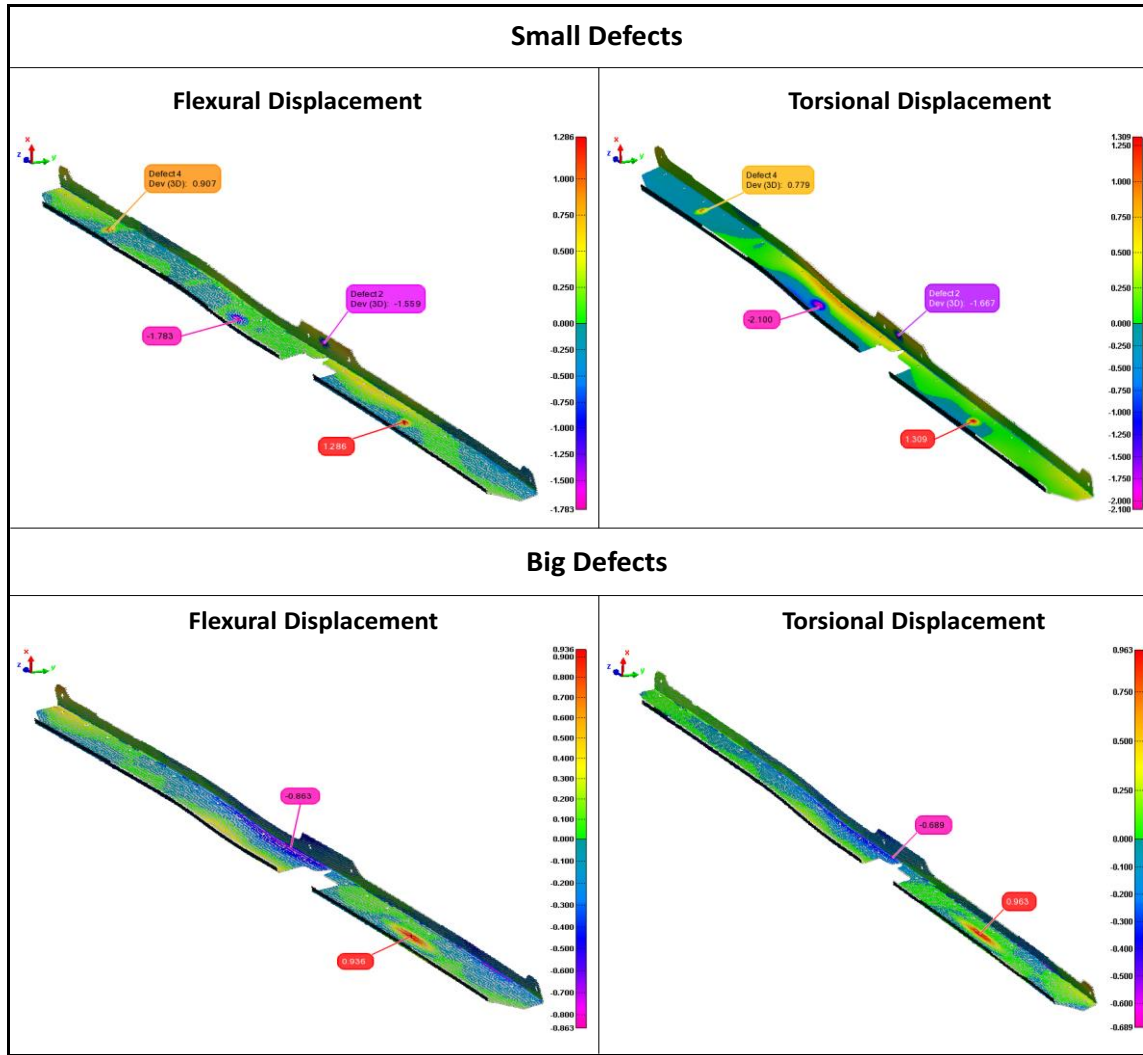 Small Defects
Flexural Displacement
x
z
y
Defect 4
Dev (3D): 0.907
Defect 2
Dev (3D): -1.559
-1.783
1.286
1.286
1.000
0.750
0.500
0.250
0.000
-0.250
-0.500
-0.750
-1.000
-1.250
-1.500
-1.783
Torsional Displacement
x
z
y
Defect 4
Dev (3D): 0.779
Defect 2
Dev (3D): -1.667
-2.100
1.309
1.309
1.250
1.000
0.750
0.500
0.250
0.000
-0.250
-0.500
-0.750
-1.000
-1.250
-1.500
-1.750
-2.000
-2.100
Big Defects
Flexural Displacement
x
z
y
-0.863
0.936
0.936
0.900
0.800
0.700
0.600
0.500
0.400
0.300
0.200
0.100
0.000
-0.100
-0.200
-0.300
-0.400
-0.500
-0.600
-0.700
-0.800
-0.863
Torsional Displacement
x
z
y
-0.689
0.963
0.963
0.750
0.500
0.250
0.000
-0.100
-0.200
-0.300
-0.400
-0.500
-0.600
-0.689